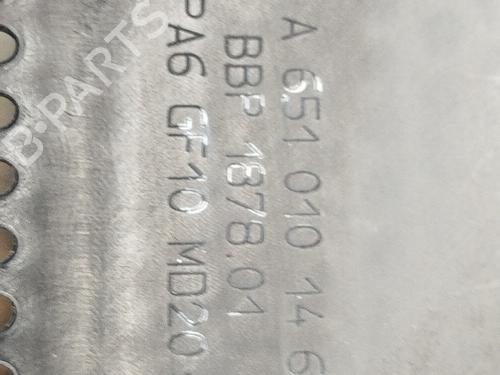 A 651 010 14 6
BBP 1878.01
PA6 GF10 MD20
B-PARTS